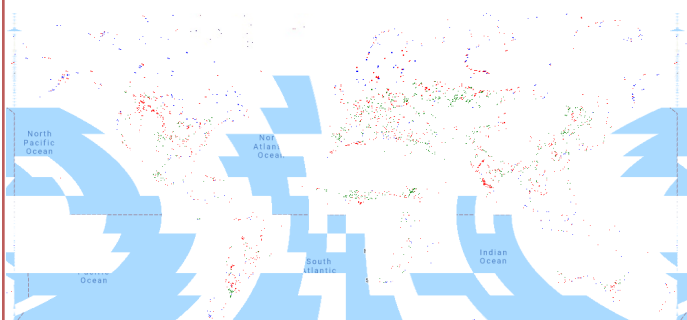 North
Pacific
Ocean
Nor
Atlan
Ocea
South
Atlantic
Indian
Ocean
Ocean